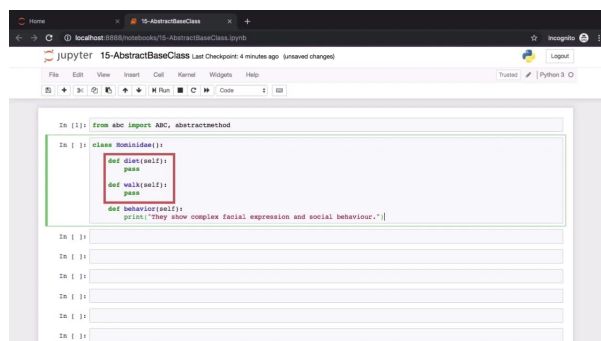 Home
15-AbstractBaseClass
localhost:8888/notebooks/15-AbstractBaseClass.ipynb
Incognito
jupyter 15-AbstractBaseClass Last Checkpoint: 4 minutes ago (unsaved changes)
Logout
File Edit View Insert Cell Kernel Widgets Help
Trusted Python 3
Run Code
In [1]: from abc import ABC, abstractmethod
In [ ]: class Hominidae():
def diet(self):
pass
def walk(self):
pass
def behavior(self):
print("They show complex facial expression and social behaviour.")
In [ ]:
In [ ]:
In [ ]:
In [ ]:
In [ ]:
In [ ]: